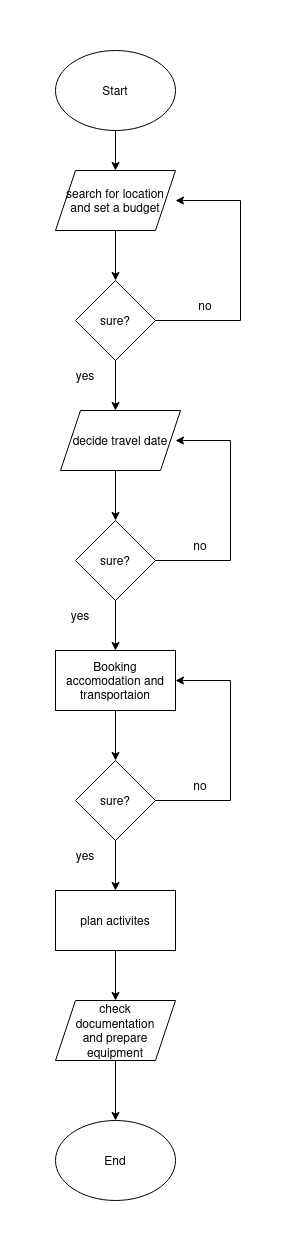 Start
search for location
and set a budget
sure?
no
yes
decide travel date
sure?
no
yes
Booking
accomodation and
transportaion
sure?
no
yes
plan activites
check
documentation
and prepare
equipment
End